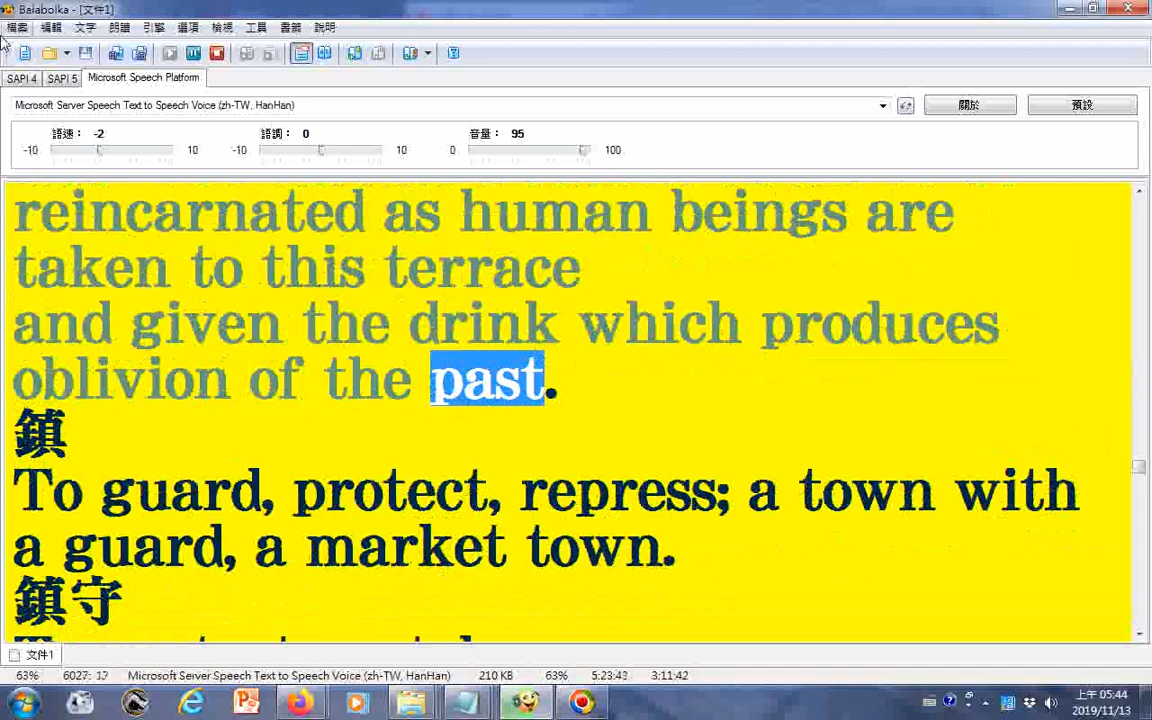 Balabolka - [文件1]
檔案 編輯 文字 朗讀 引擎 選項 檢視 工具 書籤 說明
SAPI 4 SAPI 5 Microsoft Speech Platform
Microsoft Server Speech Text to Speech Voice (zh-TW, HanHan) 關於 預設
語速： -2 語調： 0 音量： 95
-10 10 -10 10 0 100
reincarnated as human beings are
taken to this terrace
and given the drink which produces
oblivion of the past.
鎮
To guard, protect, repress; a town with
a guard, a market town.
鎮守
文件1
63% 6027: 17 Microsoft Server Speech Text to Speech Voice (zh-TW, HanHan) 210 KB 63% 5:23:43 3:11:42
上午 05:44
2019/11/13